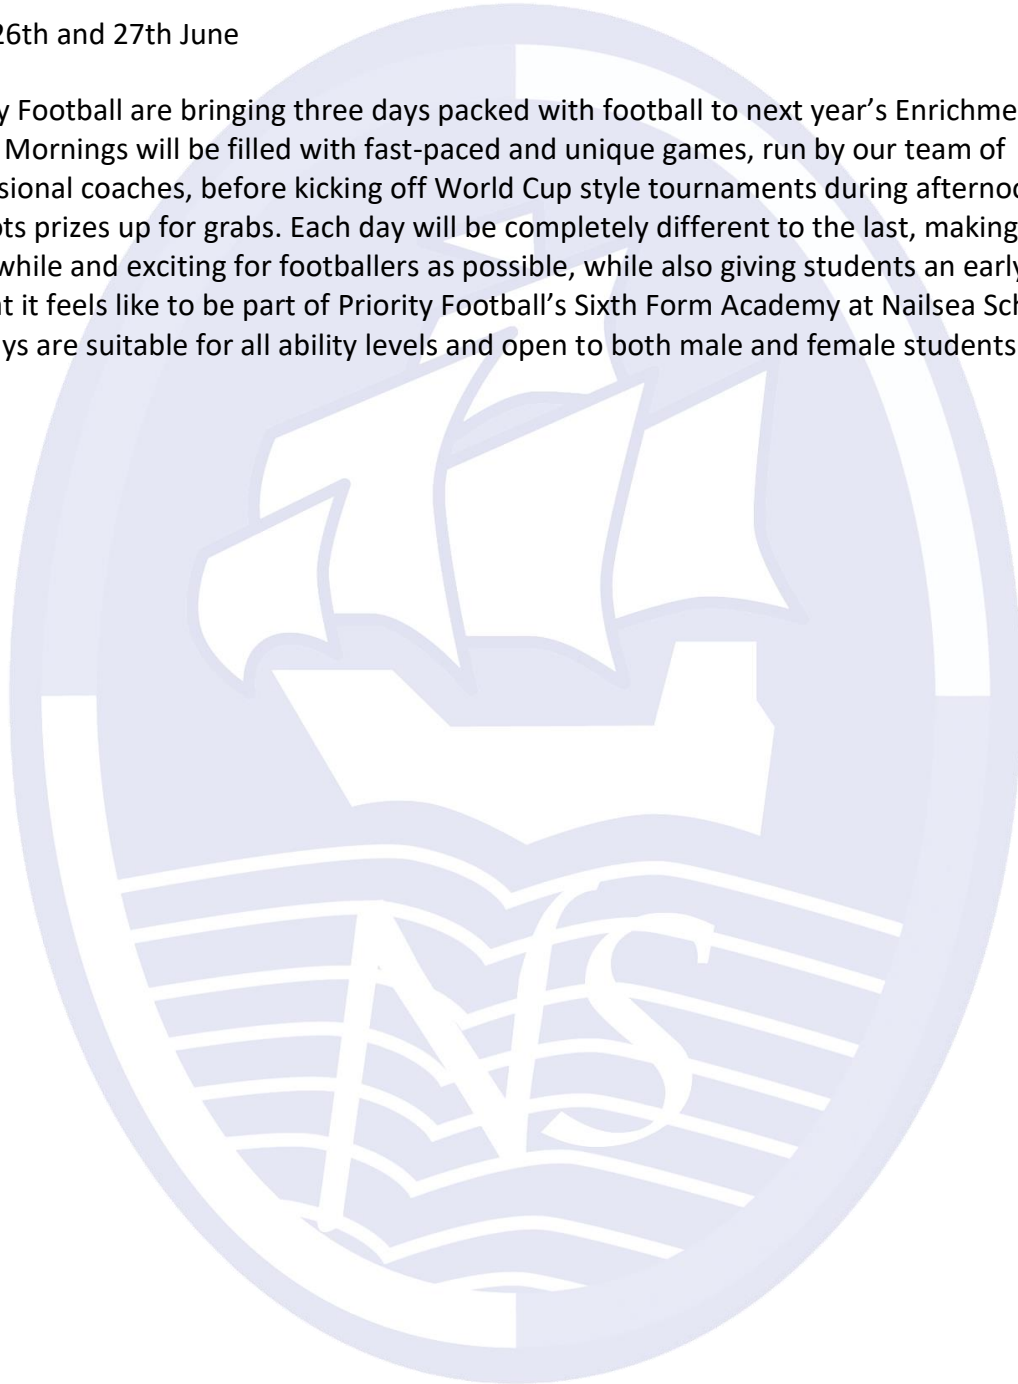 26th and 27th June
y Football are bringing three days packed with football to next year's Enrichme
Mornings will be filled with fast-paced and unique games, run by our team of
sional coaches, before kicking off World Cup style tournaments during afternoo
ots prizes up for grabs. Each day will be completely different to the last, making
while and exciting for footballers as possible, while also giving students an early
t it feels like to be part of Priority Football's Sixth Form Academy at Nailsea Sch
ys are suitable for all ability levels and open to both male and female students
NS